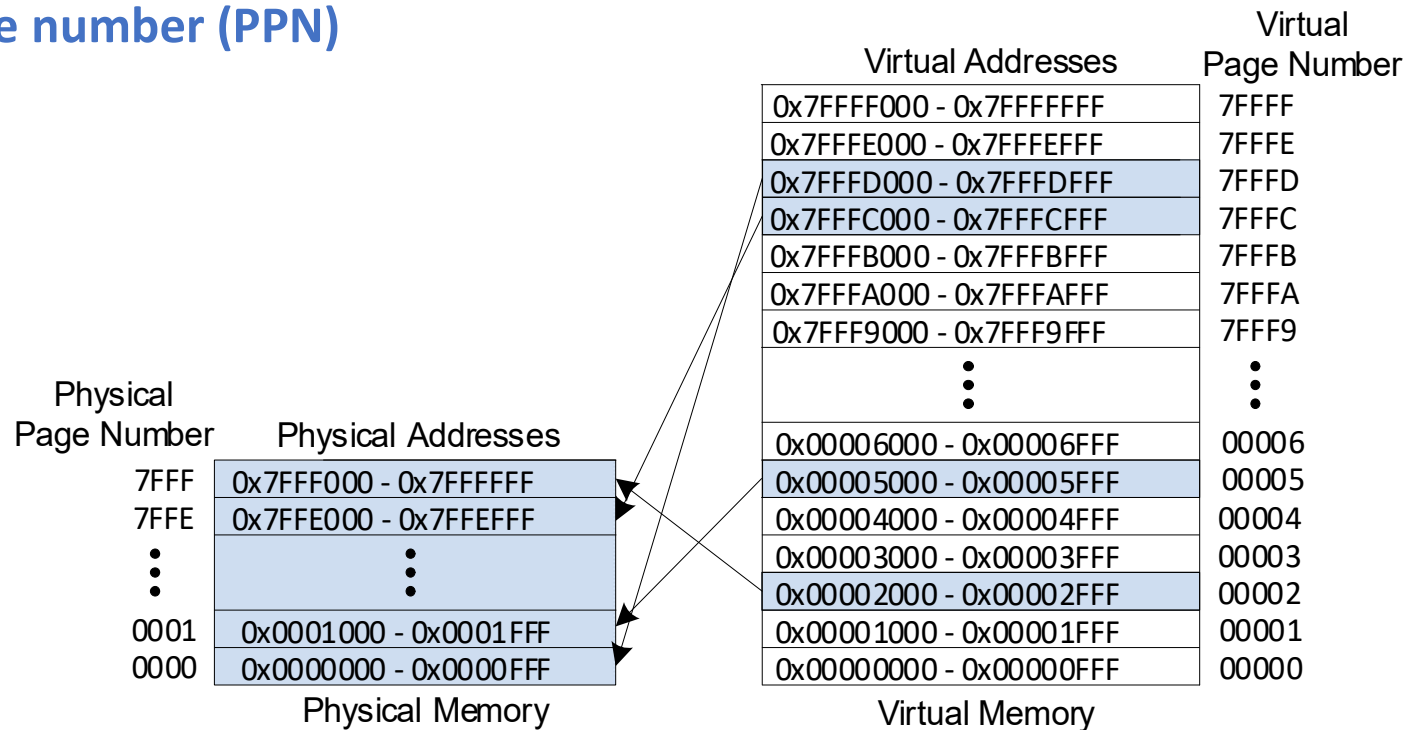 e number (PPN)
Virtual Addresses
Virtual
Page Number
0x7FFFF000 - 0x7FFFFFFF 7FFFF
0x7FFFE000 - 0x7FFFEFFF 7FFFE
0x7FFFD000 - 0x7FFFDFFF 7FFFD
0x7FFFC000 - 0x7FFFCFFF 7FFFC
0x7FFFB000 - 0x7FFFBFFF 7FFFB
0x7FFFA000 - 0x7FFFAFFF 7FFFA
0x7FFF9000 - 0x7FFF9FFF 7FFF9
0x00006000 - 0x00006FFF 00006
0x00005000 - 0x00005FFF 00005
0x00004000 - 0x00004FFF 00004
0x00003000 - 0x00003FFF 00003
0x00002000 - 0x00002FFF 00002
0x00001000 - 0x00001FFF 00001
0x00000000 - 0x00000FFF 00000
Virtual Memory
Physical
Page Number
Physical Addresses
7FFF 0x7FFF000 - 0x7FFFFFF
7FFE 0x7FFE000 - 0x7FFEFFF
0001 0x0001000 - 0x0001FFF
0000 0x0000000 - 0x0000FFF
Physical Memory